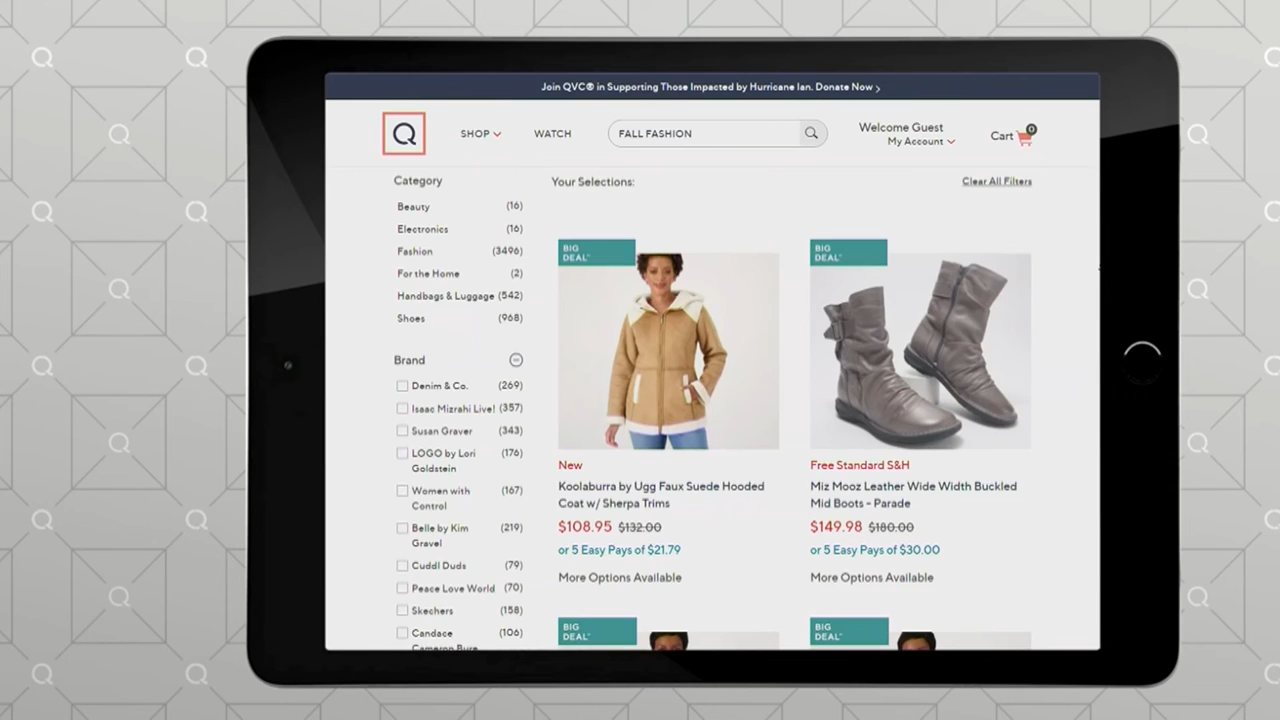 Join QVC® in Supporting Those Impacted by Hurricane Ian. Donate Now >
Q
SHOP
WATCH
FALL FASHION
Welcome Guest
My Account
Cart
0
Category
Beauty (16)
Electronics (16)
Fashion (3496)
For the Home (2)
Handbags & Luggage (542)
Shoes (968)
Brand
Denim & Co. (269)
Isaac Mizrahi Live! (357)
Susan Graver (343)
LOGO by Lori (176)
Goldstein
Women with (167)
Control
Belle by Kim (219)
Gravel
Cuddl Duds (79)
Peace Love World (70)
Skechers (158)
Candace (106)
Cameron Bure
Your Selections:
Clear All Filters
BIG
DEAL™
New
Koolaburra by Ugg Faux Suede Hooded
Coat w/ Sherpa Trims
$108.95 $132.00
or 5 Easy Pays of $21.79
More Options Available
BIG
DEAL™
Free Standard S&H
Miz Mooz Leather Wide Width Buckled
Mid Boots - Parade
$149.98 $180.00
or 5 Easy Pays of $30.00
More Options Available
BIG
DEAL™
BIG
DEAL™